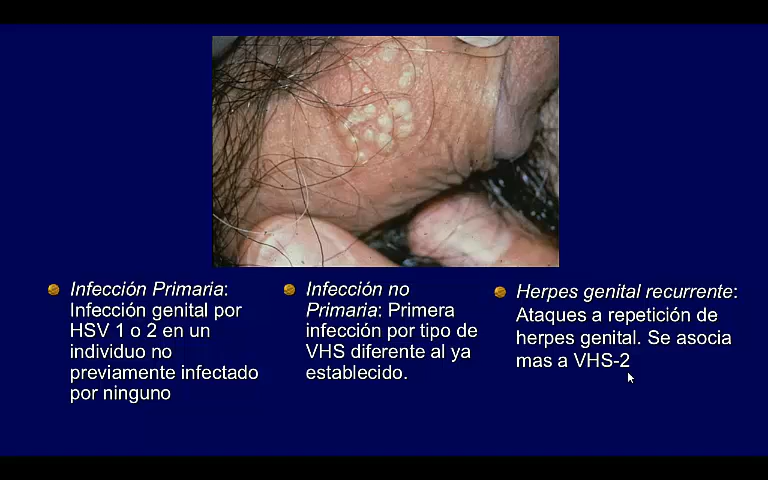 Infección Primaria:
Infección genital por
HSV 1 o 2 en un
individuo no
previamente infectado
por ninguno
Infección no
Primaria: Primera
infección por tipo de
VHS diferente al ya
establecido.
Herpes genital recurrente:
Ataques a repetición de
herpes genital. Se asocia
mas a VHS-2